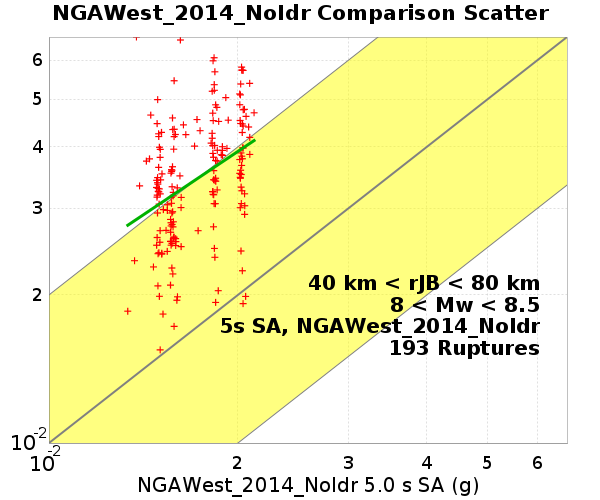 NGAWest_2014_NoIdr Comparison Scatter
6
5
4
3
2
10-2
10-2
2
3
4
5
6
40 km < rJB < 80 km
8 < Mw < 8.5
5s SA, NGAWest_2014_NoIdr
193 Ruptures
NGAWest_2014_NoIdr 5.0 s SA (g)